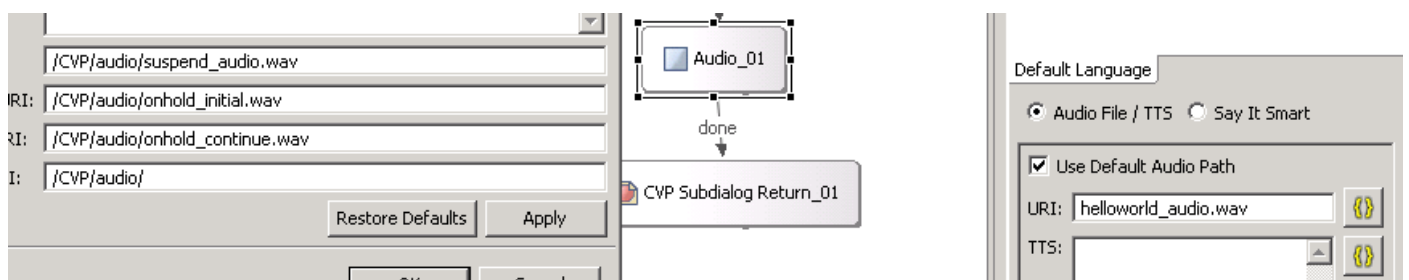 /CVP/audio/suspend_audio.wav
URI: /CVP/audio/onhold_initial.wav
/CVP/audio/onhold_continue.wav
/CVP/audio/
Restore Defaults
Apply
Audio_01
done
CVP Subdialog Return_01
Default Language
Audio File / TTS
Say It Smart
Use Default Audio Path
URI: helloworld_audio.wav
TTS: